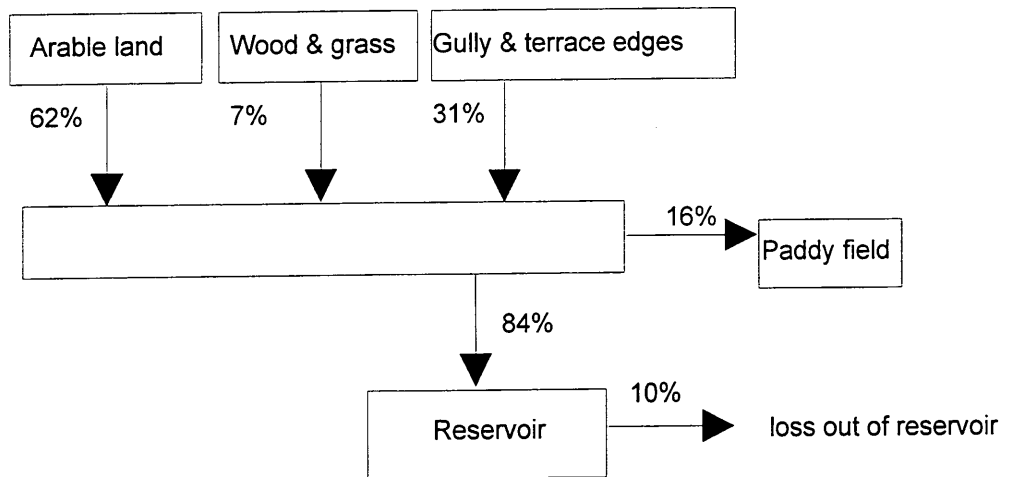 Arable land
Wood & grass
Gully & terrace edges
62%
7%
31%
16%
Paddy field
84%
10%
Reservoir
loss out of reservoir